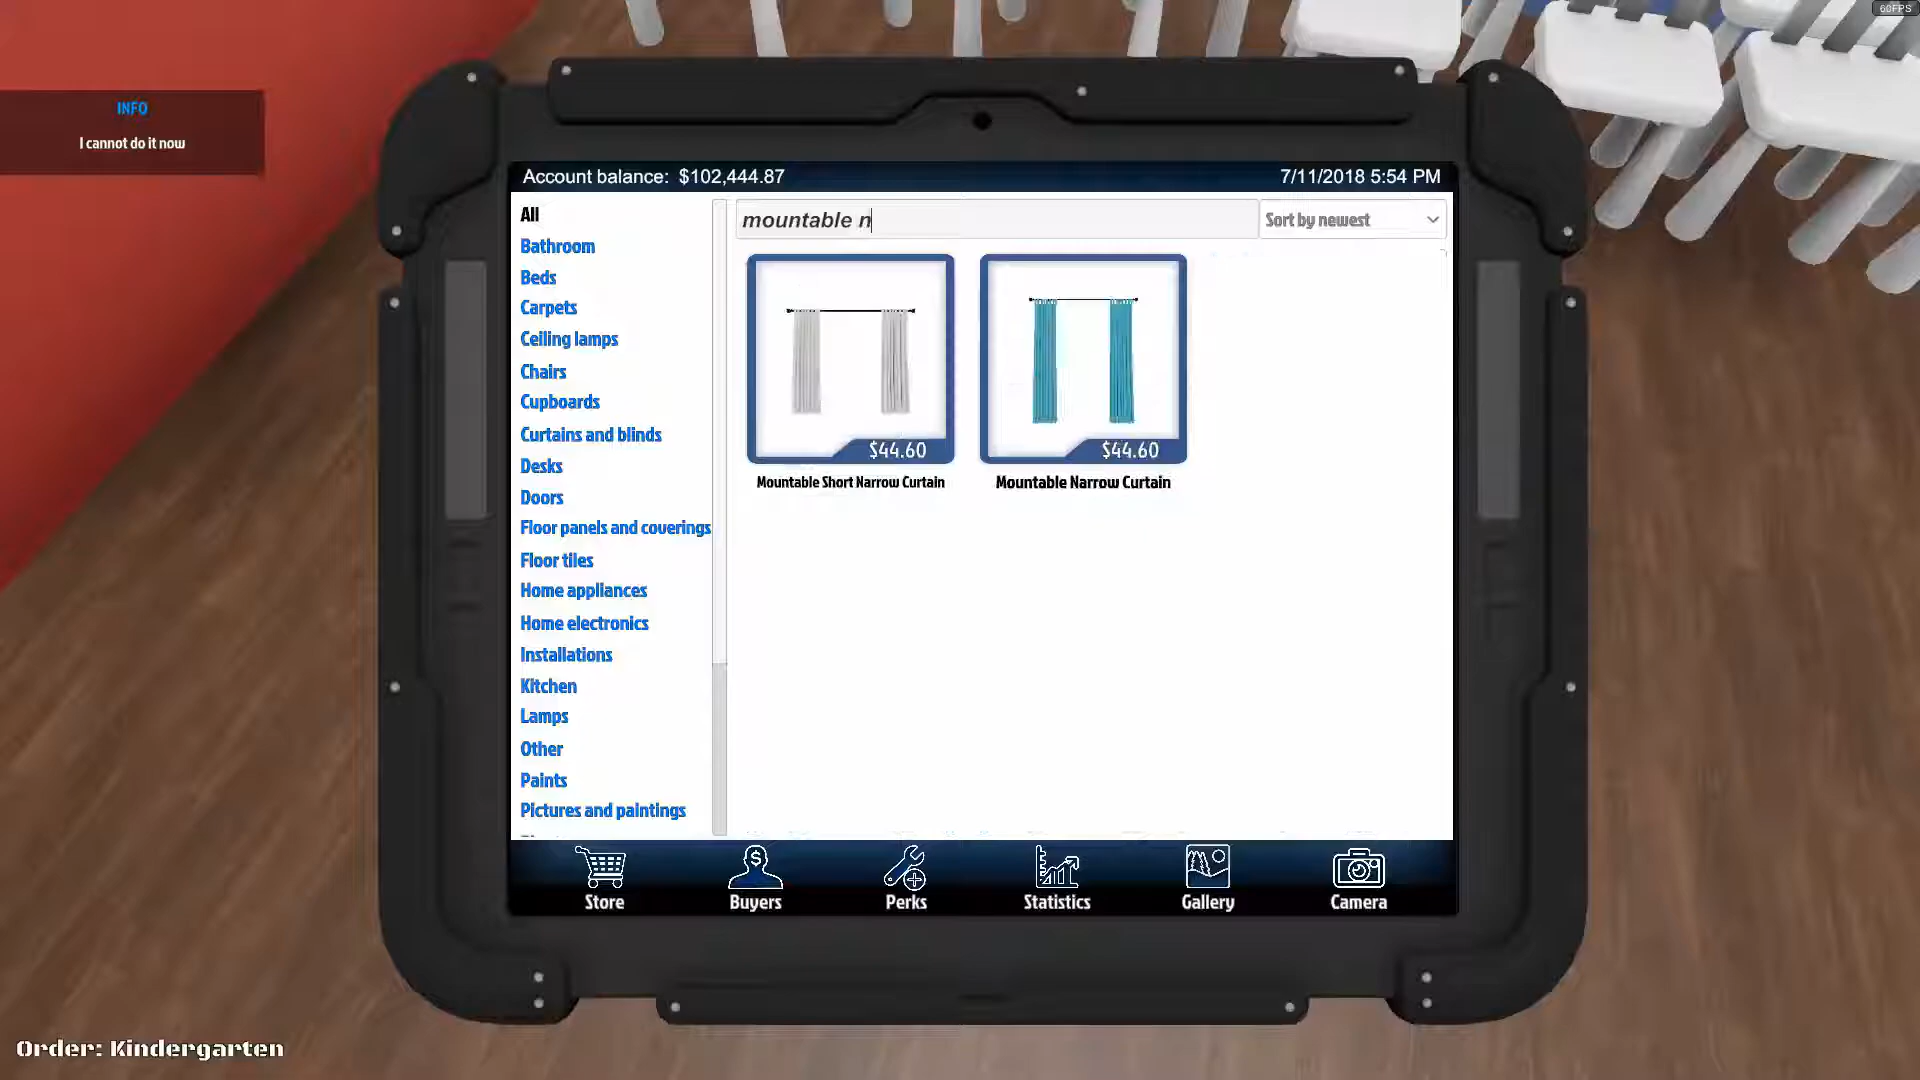 60FPS
INFO
I cannot do it now
Account balance: $102,444.87
7/11/2018 5:54 PM
All
Bathroom
Beds
Carpets
Ceiling lamps
Chairs
Cupboards
Curtains and blinds
Desks
Doors
Floor panels and coverings
Floor tiles
Home appliances
Home electronics
Installations
Kitchen
Lamps
Other
Paints
Pictures and paintings
mountable n
Sort by newest
$44.60
Mountable Short Narrow Curtain
$44.60
Mountable Narrow Curtain
Store
Buyers
Perks
Statistics
Gallery
Camera
Order: Kindergarten